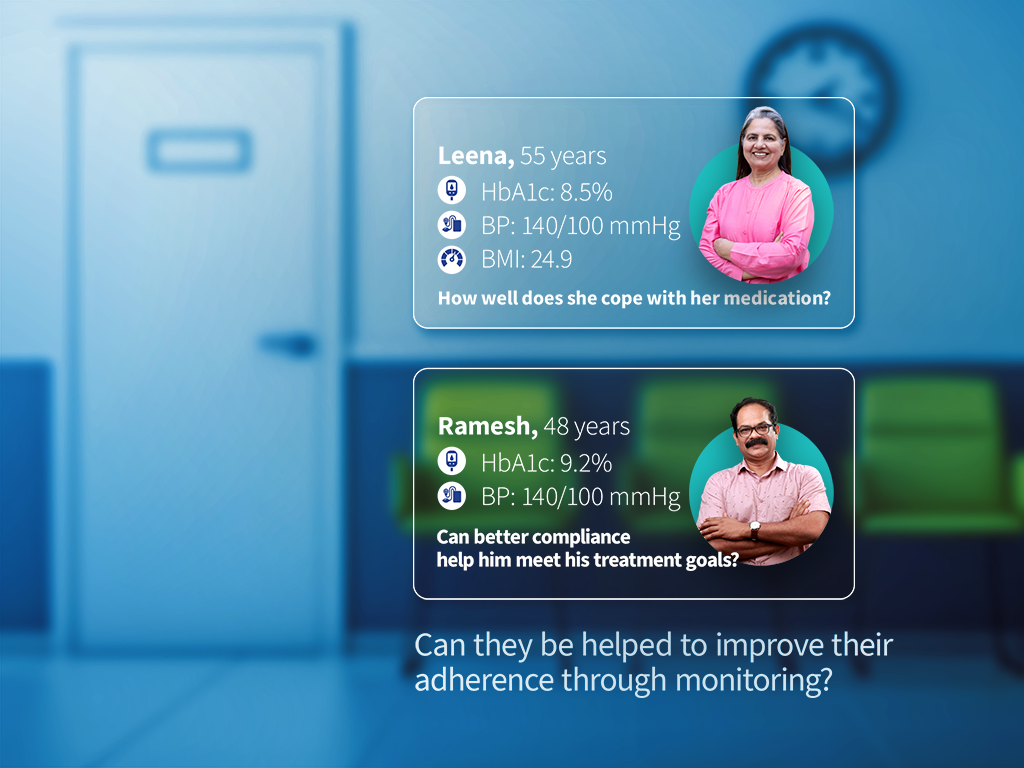 Leena, 55 years
HbA1c: 8.5%
BP: 140/100 mmHg
BMI: 24.9
How well does she cope with her medication?
Ramesh, 48 years
HbA1c: 9.2%
BP: 140/100 mmHg
Can better compliance
help him meet his treatment goals?
Can they be helped to improve their
adherence through monitoring?